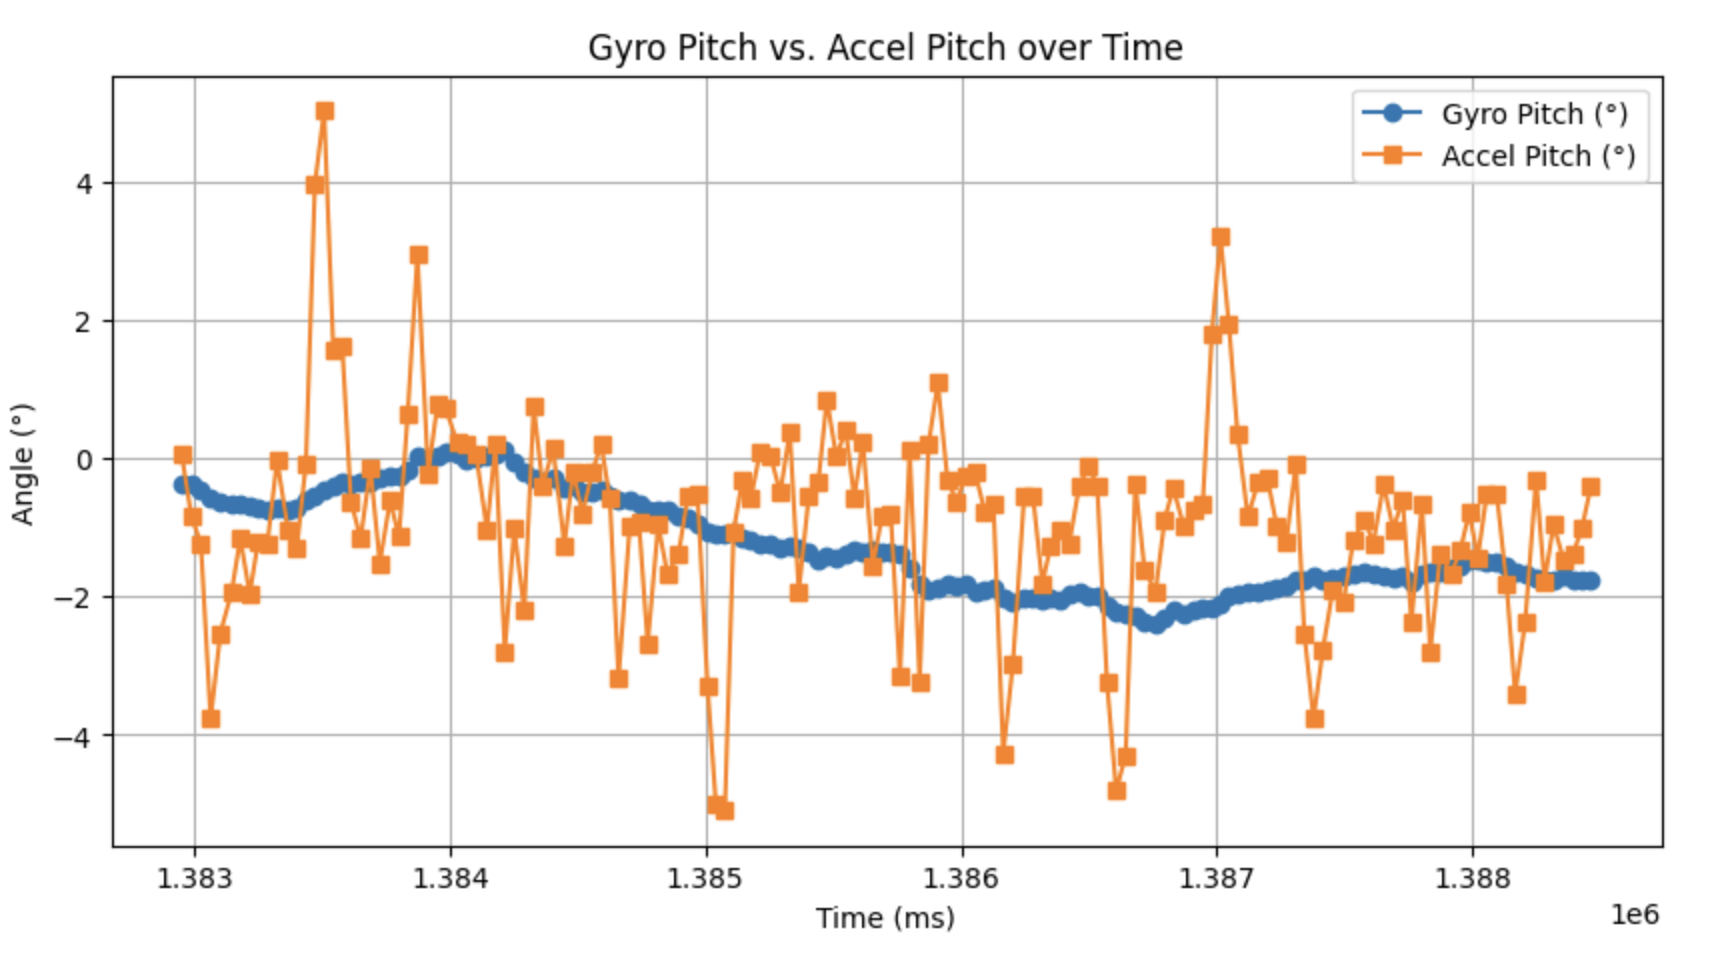 Gyro Pitch vs. Accel Pitch over Time
Gyro Pitch (°)
Accel Pitch (°)
4
2
0
−2
−4
Angle (°)
1.383 1.384 1.385 1.386 1.387 1.388
1e6
Time (ms)